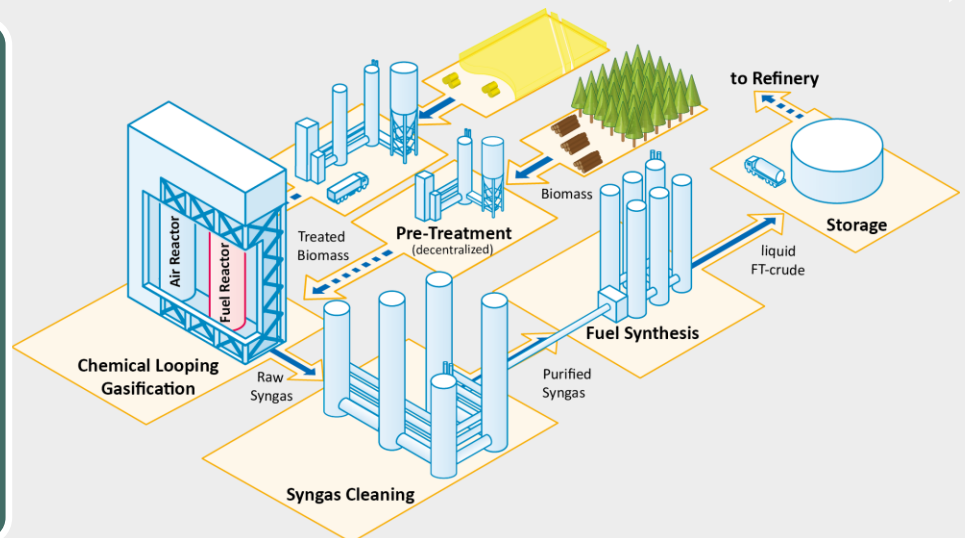 to Refinery
Biomass
Storage
Pre-Treatment
(decentralized)
Treated
Biomass
liquid
FT-crude
Air Reactor
Fuel Reactor
Fuel Synthesis
Chemical Looping
Gasification
Raw
Syngas
Purified
Syngas
Syngas Cleaning